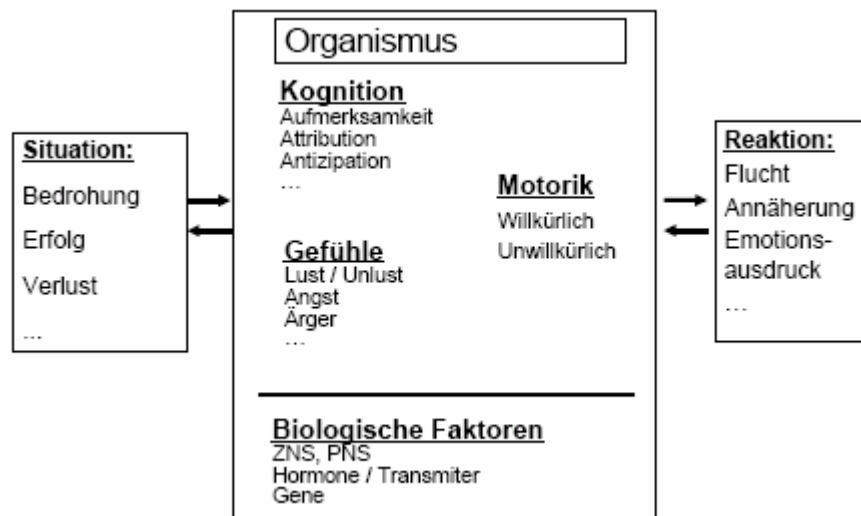 Organismus
Situation:
Bedrohung
Erfolg
Verlust
...
Kognition
Aufmerksamkeit
Attribution
Antizipation
...
Gefühle
Lust / Unlust
Angst
Ärger
...
Motorik
Willkürlich
Unwillkürlich
Biologische Faktoren
ZNS, PNS
Hormone / Transmiter
Gene
Reaktion:
Flucht
Annäherung
Emotions-
ausdruck
...